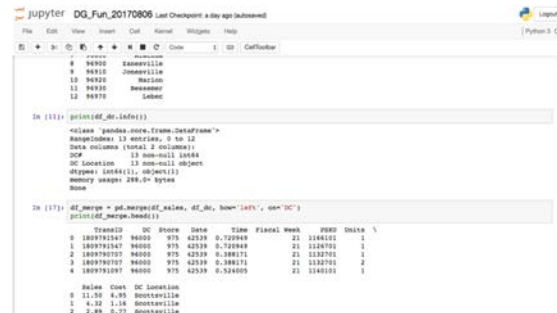 jupyter DG_Fun_20170806 Last Checkpoint: a day ago (autosaved)
Logout
File Edit View Insert Cell Kernel Widgets Help
Python 3
Code CellToolbar
8 96900 Zanesville
9 96910 Jonesville
10 96920 Marion
11 96930 Bessemer
12 96970 Lebec
In [11]: print(df_dc.info())
<class 'pandas.core.frame.DataFrame'>
RangeIndex: 13 entries, 0 to 12
Data columns (total 2 columns):
DC# 13 non-null int64
DC Location 13 non-null object
dtypes: int64(1), object(1)
memory usage: 288.0+ bytes
None
In [17]: df_merge = pd.merge(df_sales, df_dc, how='left', on='DC')
print(df_merge.head())
TransID DC Store Date Time Fiscal Week PSKU Units \
0 1809791547 96000 975 42539 0.720949 21 1166101 1
1 1809791547 96000 975 42539 0.720949 21 1126701 1
2 1809790707 96000 975 42539 0.388171 21 1132701 1
3 1809790707 96000 975 42539 0.388171 21 1132701 2
4 1809791097 96000 975 42539 0.524005 21 1140101 1
Sales Cost DC Location
0 11.50 4.95 Scottsville
1 4.32 1.16 Scottsville
2 2.89 0.77 Scottsville